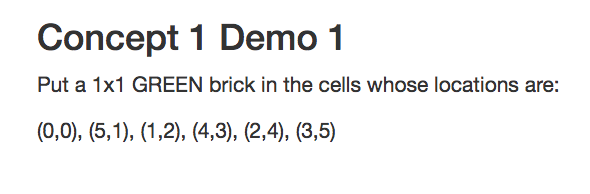 Concept 1 Demo 1
Put a 1x1 GREEN brick in the cells whose locations are:
(0,0), (5,1), (1,2), (4,3), (2,4), (3,5)